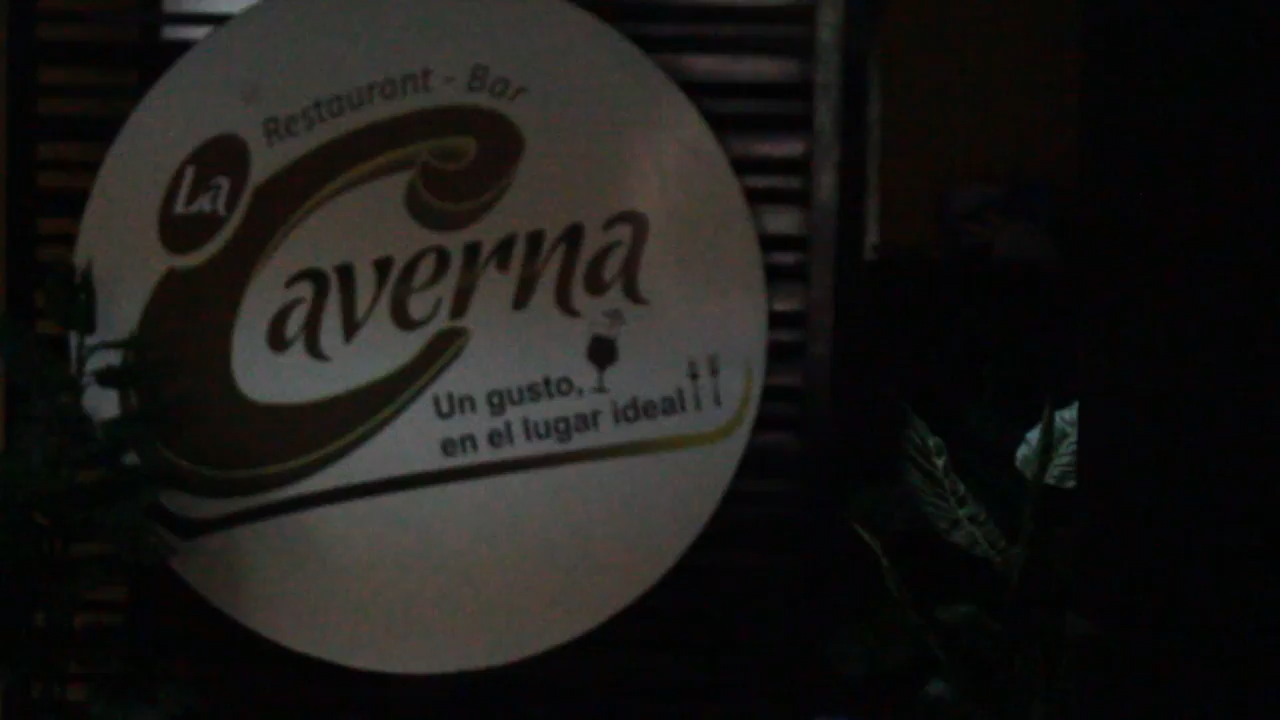 Restaurant - Bar
La
Caverna
Un gusto,
en el lugar ideal